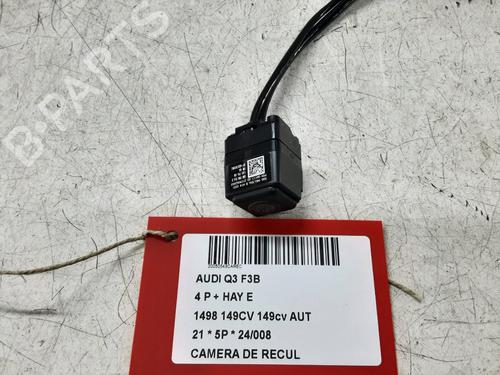 B-PARTS
AUDI Q3 F3B
4 P + HAY E
1498 149CV 149cv AUT
21 * 5P * 24/008
CAMERA DE RECUL